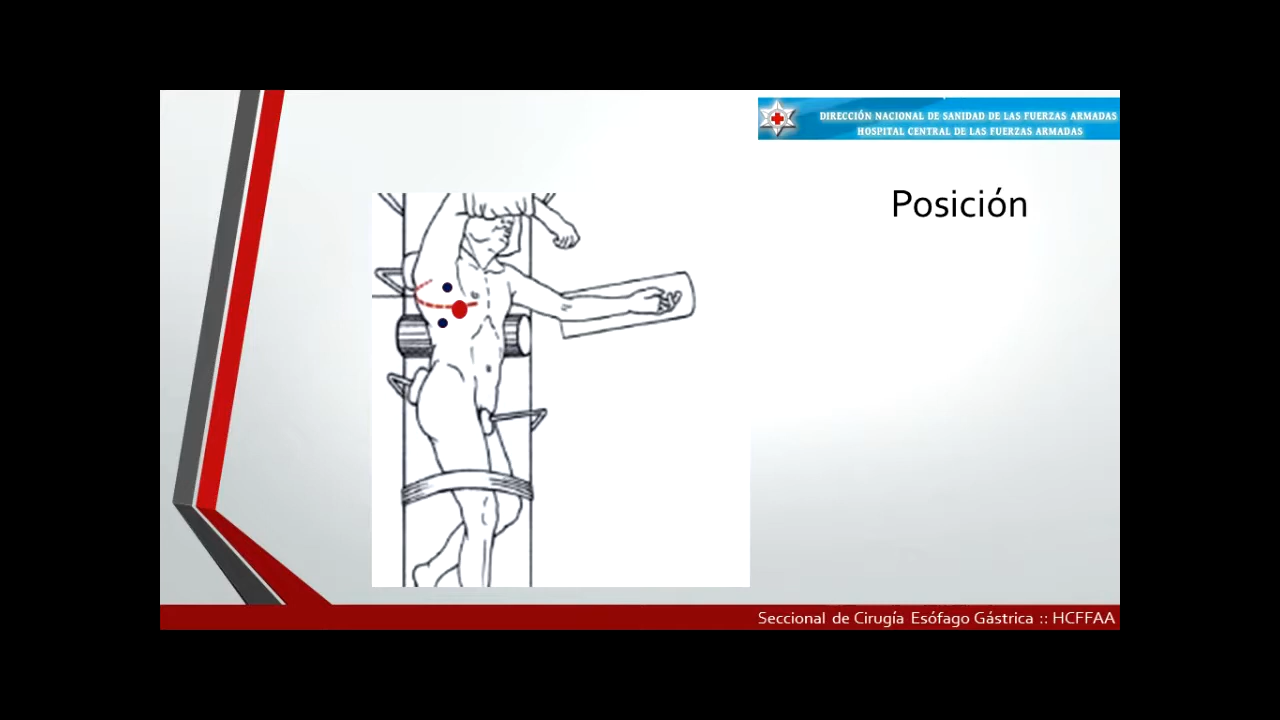 DIRECCIÓN NACIONAL DE SANIDAD DE LAS FUERZAS ARMADAS
HOSPITAL CENTRAL DE LAS FUERZAS ARMADAS
Posición
Seccional de Cirugía Esófago Gástrica :: HCFFAA